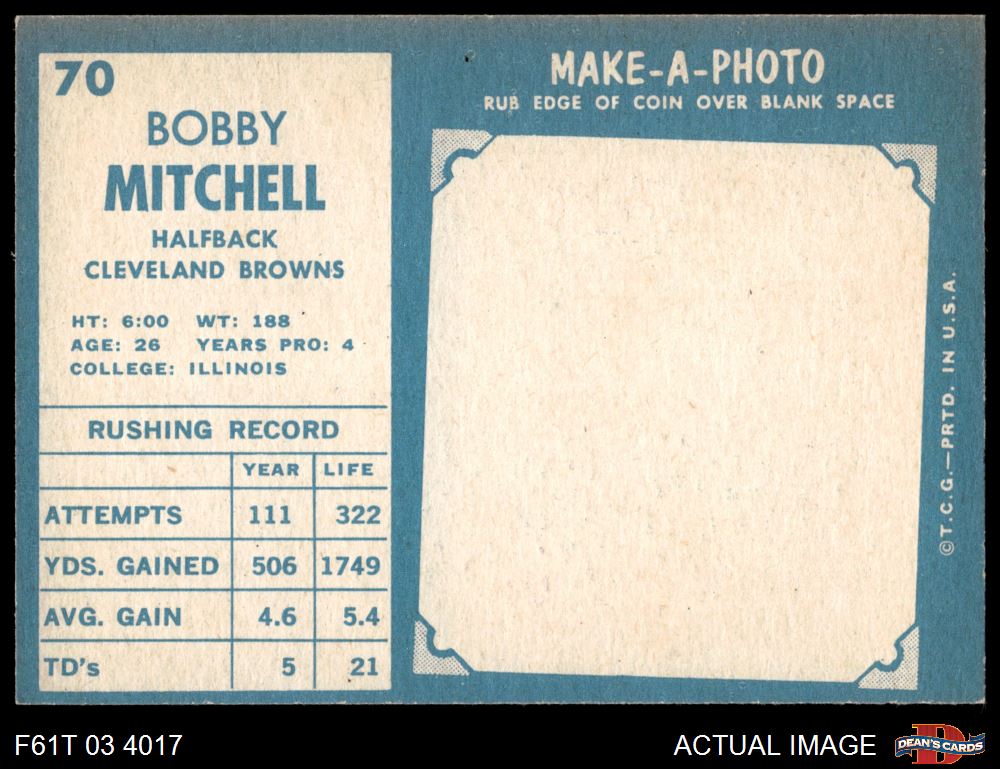 70
BOBBY
MITCHELL
HALFBACK
CLEVELAND BROWNS
HT: 6:00 WT: 188
AGE: 26 YEARS PRO: 4
COLLEGE: ILLINOIS
RUSHING RECORD
YEAR LIFE
ATTEMPTS 111 322
YDS. GAINED 506 1749
AVG. GAIN 4.6 5.4
TD's 5 21
MAKE-A-PHOTO
RUB EDGE OF COIN OVER BLANK SPACE
©T.C.G.—PRTD. IN U.S.A.
F61T 03 4017
ACTUAL IMAGE
D
DEAN'S CARDS